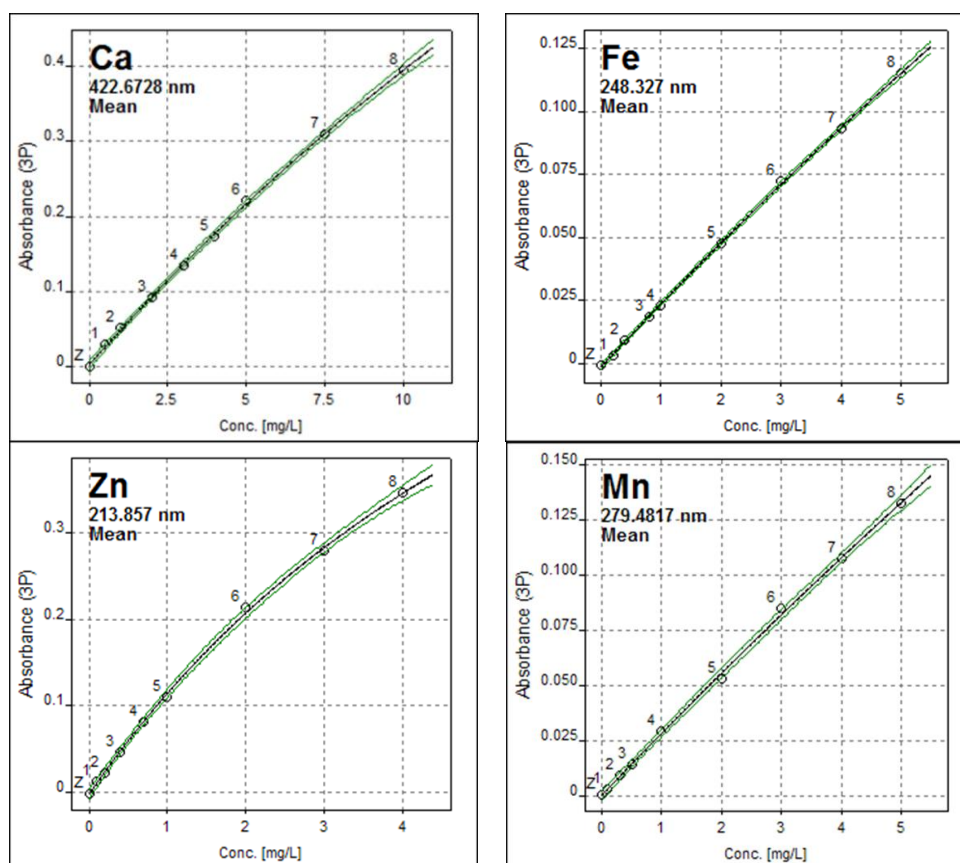 Ca
422.6728 nm
Mean
Absorbance (3P)
0.4
0.3
0.2
0.1
0
Z 1 2 3 4 5 6 7 8
0 2.5 5 7.5 10
Conc. [mg/L]
Fe
248.327 nm
Mean
Absorbance (3P)
0.125
0.100
0.075
0.050
0.025
0
Z 1 2 3 4 5 6 7 8
0 1 2 3 4 5
Conc. [mg/L]
Zn
213.857 nm
Mean
Absorbance (3P)
0.3
0.2
0.1
0
Z 1 2 3 4 5 6 7 8
0 1 2 3 4
Conc. [mg/L]
Mn
279.4817 nm
Mean
Absorbance (3P)
0.150
0.125
0.100
0.075
0.050
0.025
0
Z 1 2 3 4 5 6 7 8
0 1 2 3 4 5
Conc. [mg/L]